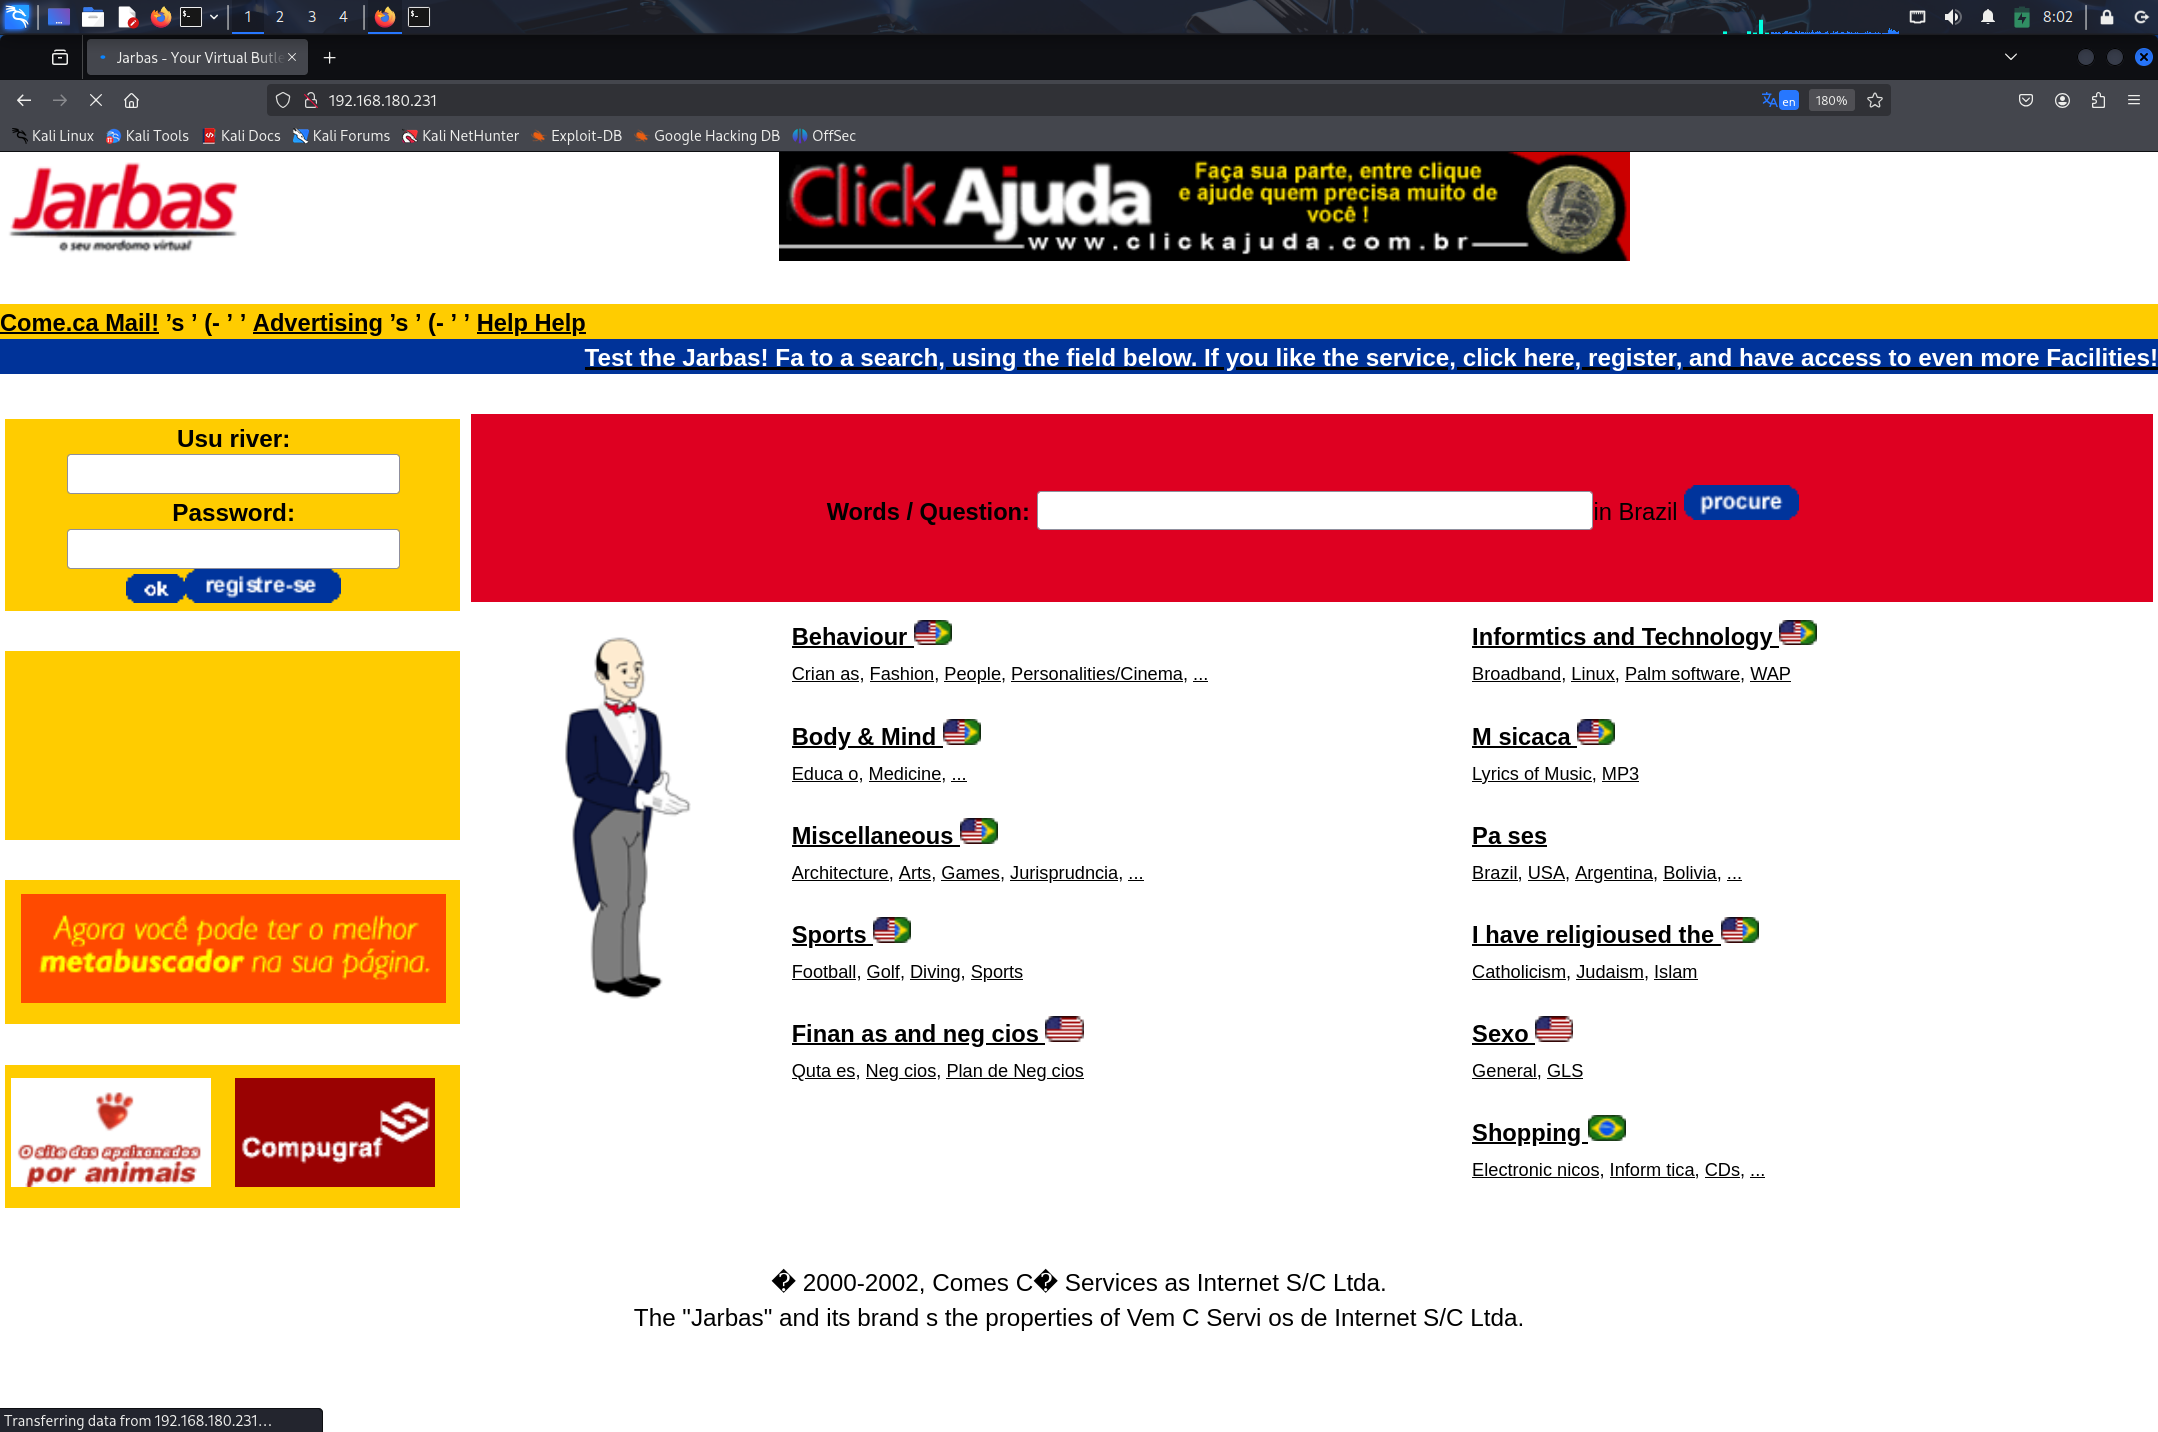 1 2 3 4
8:02
Jarbas - Your Virtual Butle
192.168.180.231
en
180%
Kali Linux Kali Tools Kali Docs Kali Forums Kali NetHunter Exploit-DB Google Hacking DB OffSec
Jarbas
o seu mordomo virtual
ClickAjuda
Faça sua parte, entre clique
e ajude quem precisa muito de
você !
www.clickajuda.com.br
Come.ca Mail! ’s ’ (- ’ ’ Advertising ’s ’ (- ’ ’ Help Help
Test the Jarbas! Fa to a search, using the field below. If you like the service, click here, register, and have access to even more Facilities!
Usu river:
Password:
ok registre-se
Words / Question: in Brazil procure
Agora você pode ter o melhor
metabuscador na sua página.
O site dos apaixonados
por animais
Compugraf
Behaviour
Crian as, Fashion, People, Personalities/Cinema, ...
Body & Mind
Educa o, Medicine, ...
Miscellaneous
Architecture, Arts, Games, Jurisprudncia, ...
Sports
Football, Golf, Diving, Sports
Finan as and neg cios
Quta es, Neg cios, Plan de Neg cios
Informtics and Technology
Broadband, Linux, Palm software, WAP
M sicaca
Lyrics of Music, MP3
Pa ses
Brazil, USA, Argentina, Bolivia, ...
I have religioused the
Catholicism, Judaism, Islam
Sexo
General, GLS
Shopping
Electronic nicos, Inform tica, CDs, ...
� 2000-2002, Comes C� Services as Internet S/C Ltda.
The "Jarbas" and its brand s the properties of Vem C Servi os de Internet S/C Ltda.
Transferring data from 192.168.180.231…